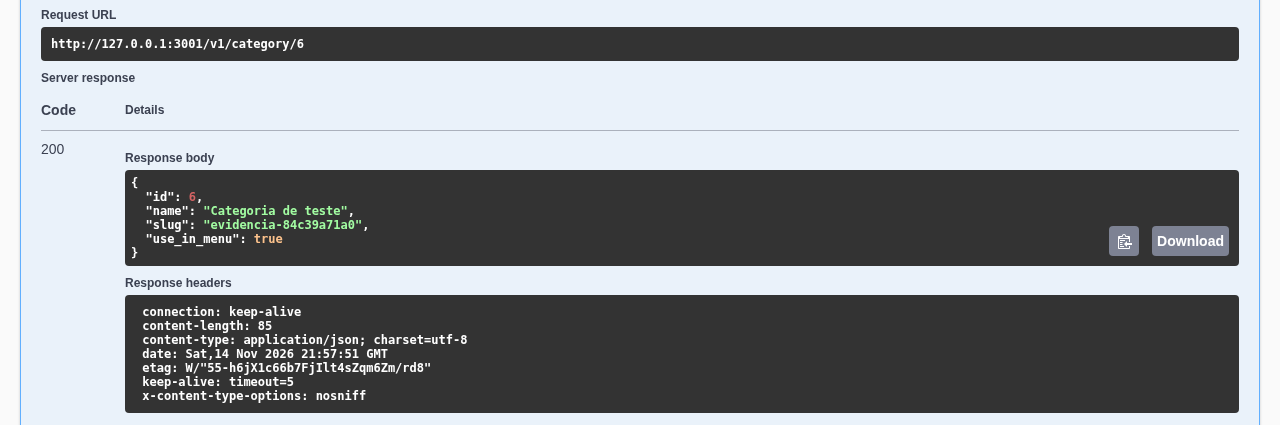 Request URL
http://127.0.0.1:3001/v1/category/6
Server response
Code Details
200
Response body
{
  "id": 6,
  "name": "Categoria de teste",
  "slug": "evidencia-84c39a71a0",
  "use_in_menu": true
}
Download
Response headers
connection: keep-alive
content-length: 85
content-type: application/json; charset=utf-8
date: Sat,14 Nov 2026 21:57:51 GMT
etag: W/"55-h6jX1c66b7FjIlt4sZqm6Zm/rd8"
keep-alive: timeout=5
x-content-type-options: nosniff